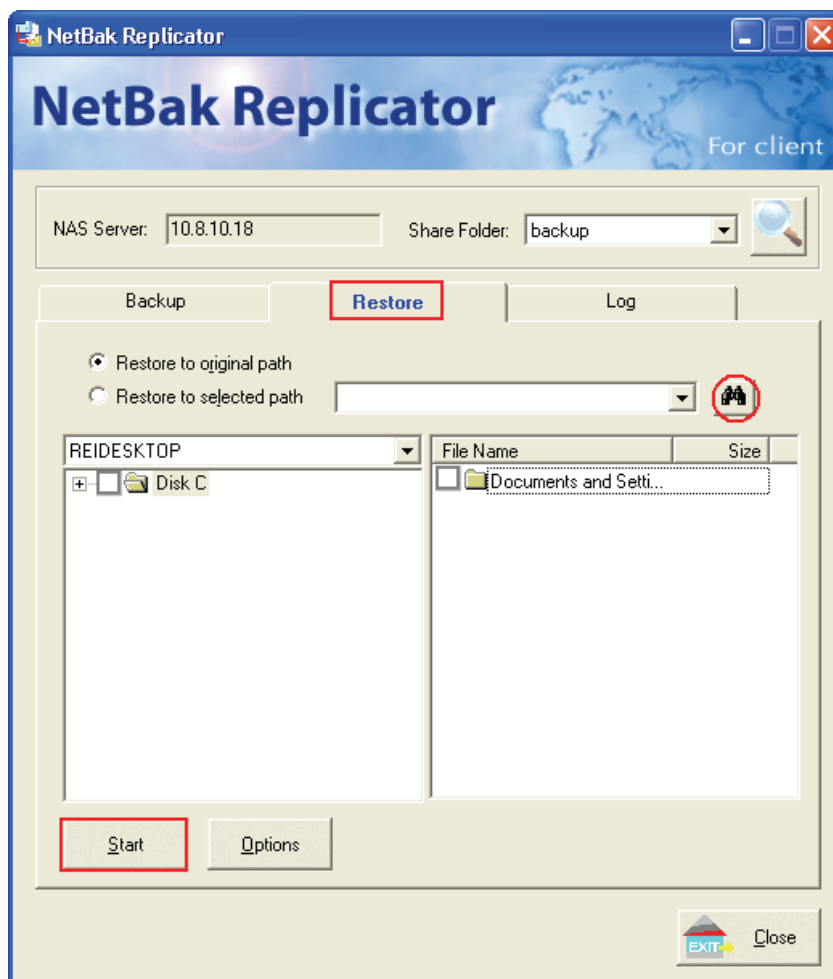 NetBak Replicator
NetBak Replicator
For client
NAS Server: 10.8.10.18 Share Folder: backup
Backup Restore Log
Restore to original path
Restore to selected path
REIDESKTOP File Name Size
Disk C Documents and Setti...
Start Options
EXIT Close